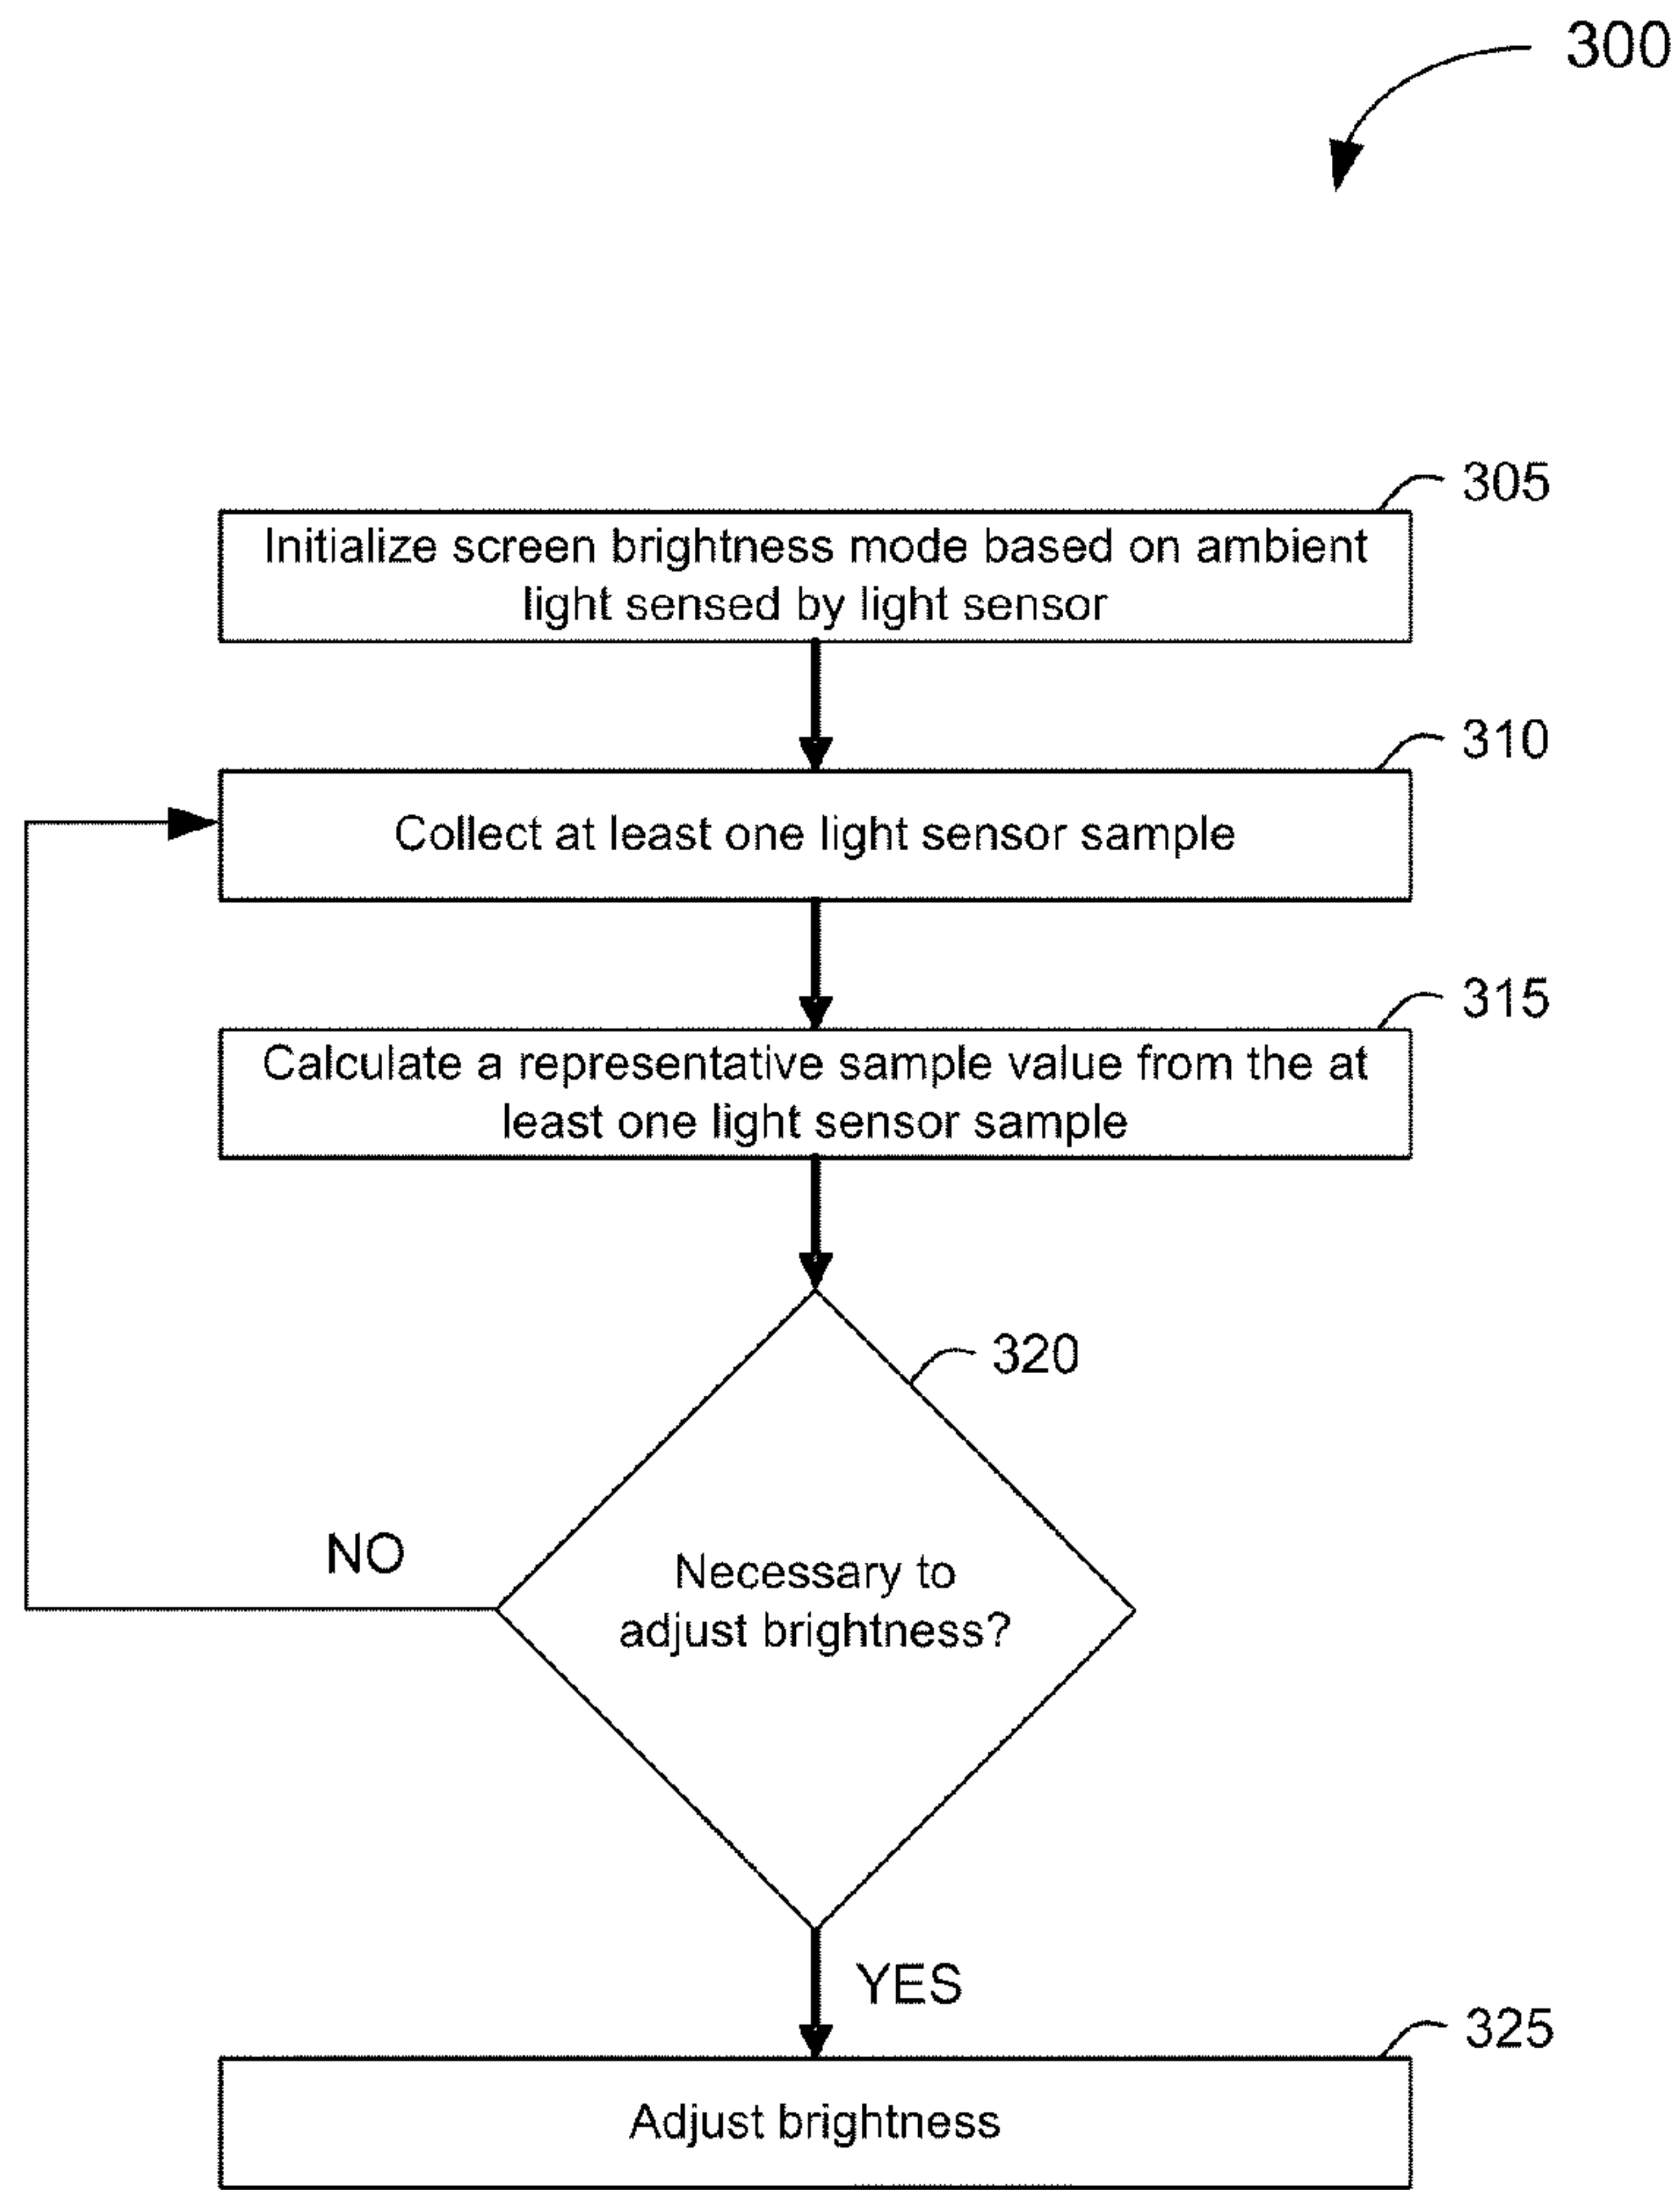 300
305
Initialize screen brightness mode based on ambient
light sensed by light sensor
310
Collect at least one light sensor sample
315
Calculate a representative sample value from the at
least one light sensor sample
320
Necessary to
adjust brightness?
NO
YES
325
Adjust brightness